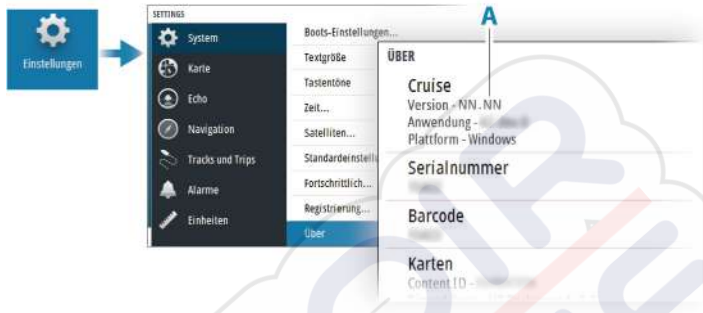 Einstellungen
SETTINGS
System
Karte
Echo
Navigation
Tracks und Trips
Alarme
Einheiten
Boots-Einstellungen...
Textgröße
Tastentöne
Zeit...
Satelliten...
Standardeinstellu
Fortschrittlich...
Registrierung...
Über
A
ÜBER
Cruise
Version - NN.NN
Anwendung -
Plattform - Windows
Serialnummer
Barcode
Karten
Content ID -